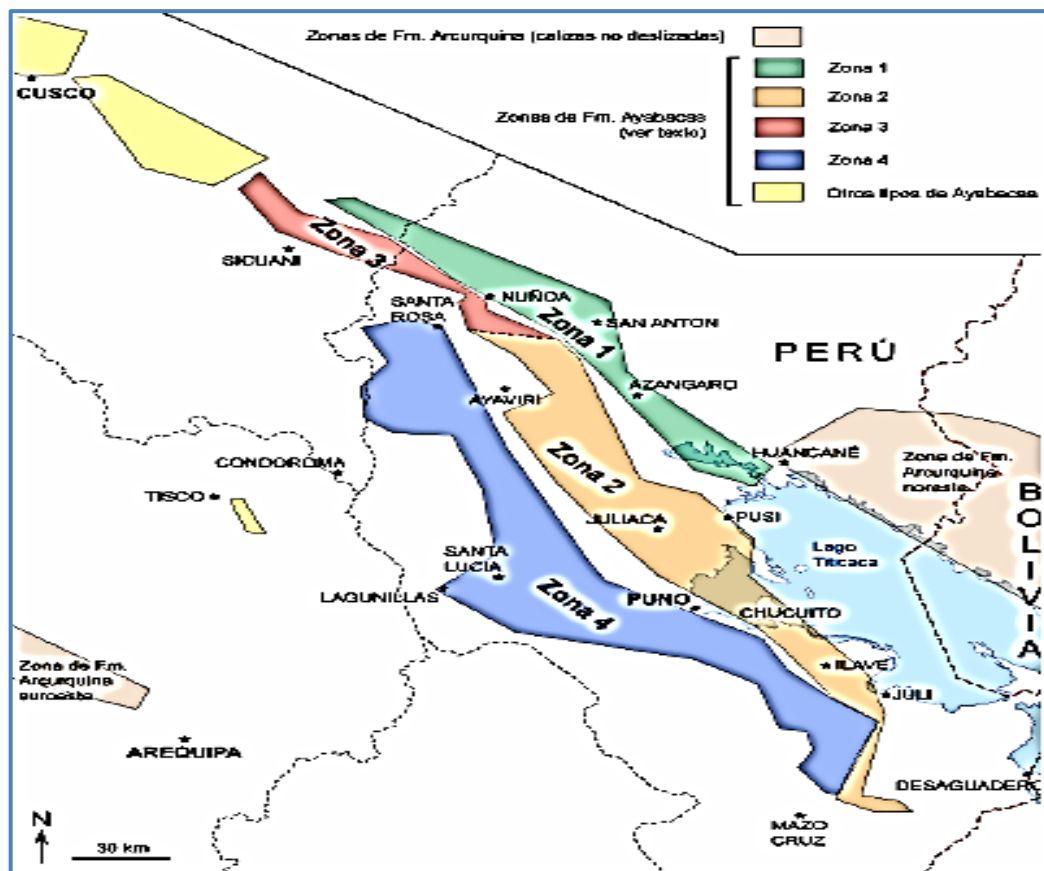 Zonas de Fm. Arcurquina (calizas no deslizadas)
Zonas de Fm. Ayabacas
(ver texto)
Zona 1
Zona 2
Zona 3
Zona 4
Otros tipos de Ayabacas
CUSCO
Zona 3
SICUANI
SANTA
ROSA
NUÑOA
Zona 1
SAN ANTON
PERÚ
AZANGARO
AYAVIRI
HUANCANÉ
Zona de Fm.
Arcurquina
noreste
BOLIVIA
CONDOROMA
TISCO
Zona 2
JULIACA
PUSI
Lago
Titicaca
SANTA
LUCIA
LAGUNILLAS
Zona 4
PUNO
CHUCUITO
ILAVE
JULI
Zona de Fm.
Arcurquina
suroeste
AREQUIPA
DESAGUADERO
MAZO
CRUZ
N
30 km